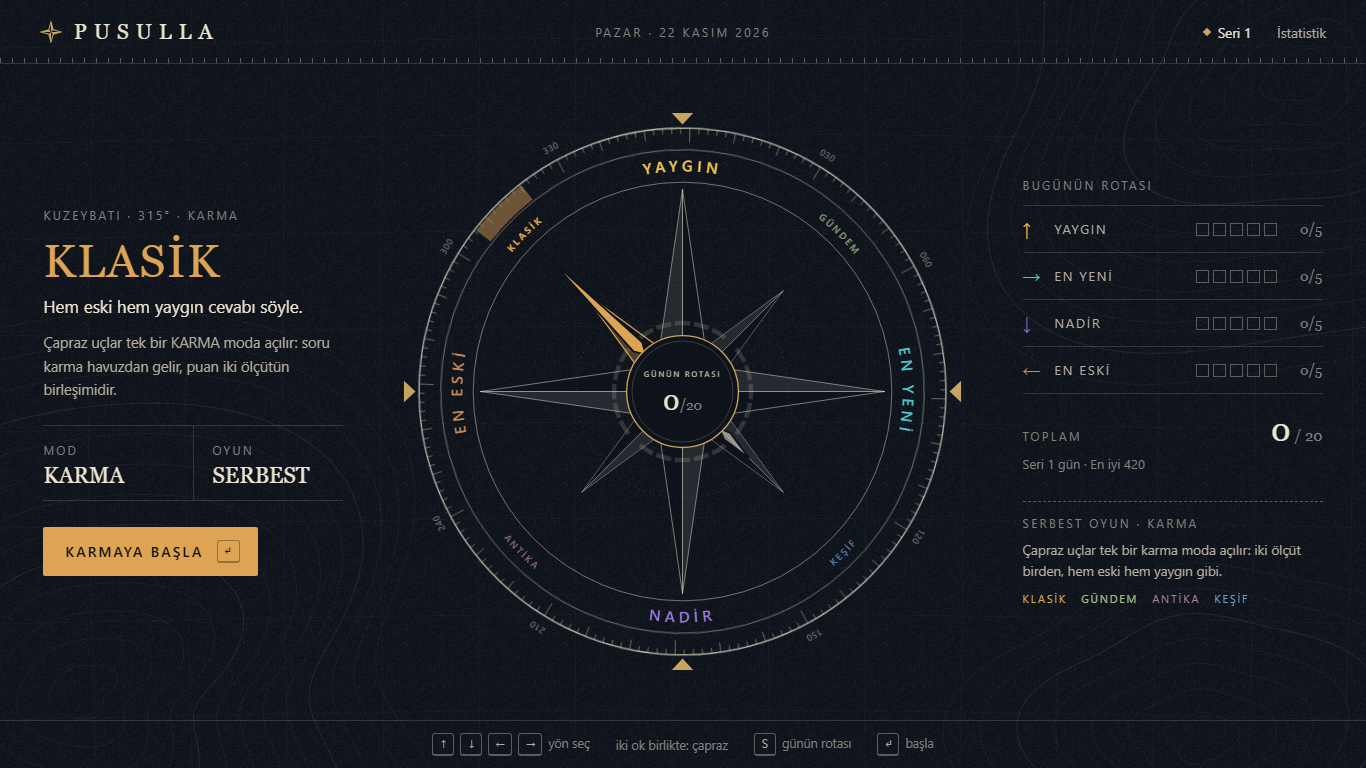 PUSULLA
PAZAR · 22 KASIM 2026
Seri 1
İstatistik
KUZEYBATI · 315° · KARMA
KLASİK
Hem eski hem yaygın cevabı söyle.
Çapraz uçlar tek bir KARMA moda açılır: soru
karma havuzdan gelir, puan iki ölçütün
birleşimidir.
MOD
KARMA
OYUN
SERBEST
KARMAYA BAŞLA ↵
330
030
300
060
240
120
210
150
YAYGIN
KLASİK
GÜNDEM
EN ESKİ
EN YENİ
ANTİKA
KEŞİF
NADİR
GÜNÜN ROTASI
0/20
BUGÜNÜN ROTASI
↑ YAYGIN 0/5
→ EN YENİ 0/5
↓ NADİR 0/5
← EN ESKİ 0/5
TOPLAM 0 / 20
Seri 1 gün · En iyi 420
SERBEST OYUN · KARMA
Çapraz uçlar tek bir karma moda açılır: iki ölçüt
birden, hem eski hem yaygın gibi.
KLASİK GÜNDEM ANTİKA KEŞİF
↑ ↓ ← → yön seç iki ok birlikte: çapraz S günün rotası ↵ başla